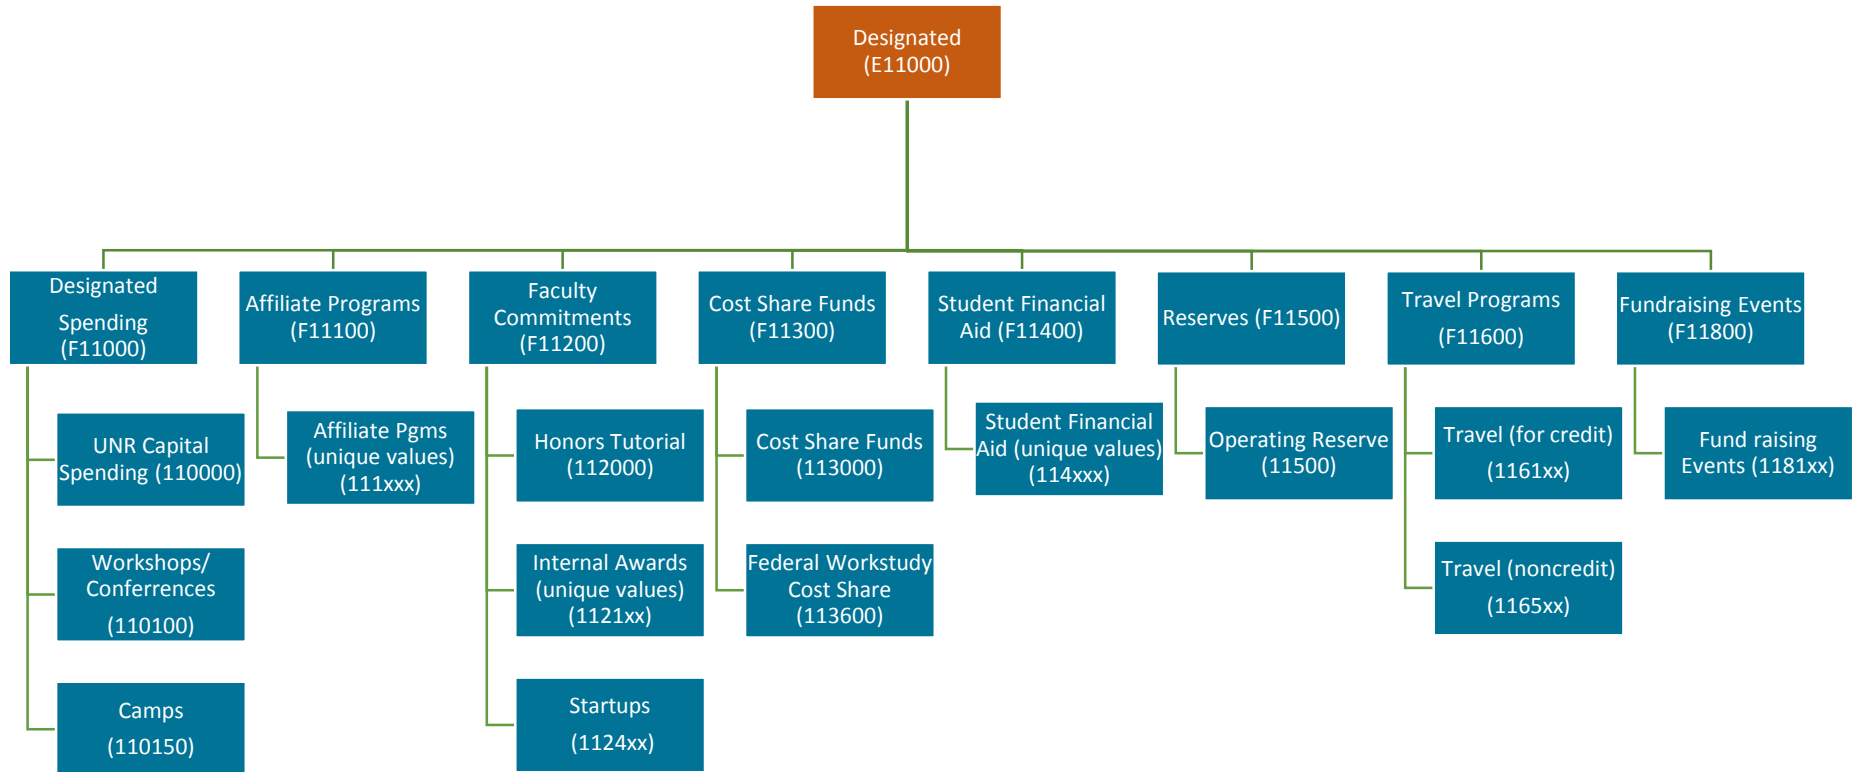 Designated
(E11000)
Designated
Spending
(F11000)
Affiliate Programs
(F11100)
Faculty
Commitments
(F11200)
Cost Share Funds
(F11300)
Student Financial
Aid (F11400)
Reserves (F11500)
Travel Programs
(F11600)
Fundraising Events
(F11800)
UNR Capital
Spending (110000)
Affiliate Pgms
(unique values)
(111xxx)
Honors Tutorial
(112000)
Cost Share Funds
(113000)
Student Financial
Aid (unique values)
(114xxx)
Operating Reserve
(11500)
Travel (for credit)
(1161xx)
Fund raising
Events (1181xx)
Workshops/
Conferrences
(110100)
Internal Awards
(unique values)
(1121xx)
Federal Workstudy
Cost Share
(113600)
Travel (noncredit)
(1165xx)
Camps
(110150)
Startups
(1124xx)